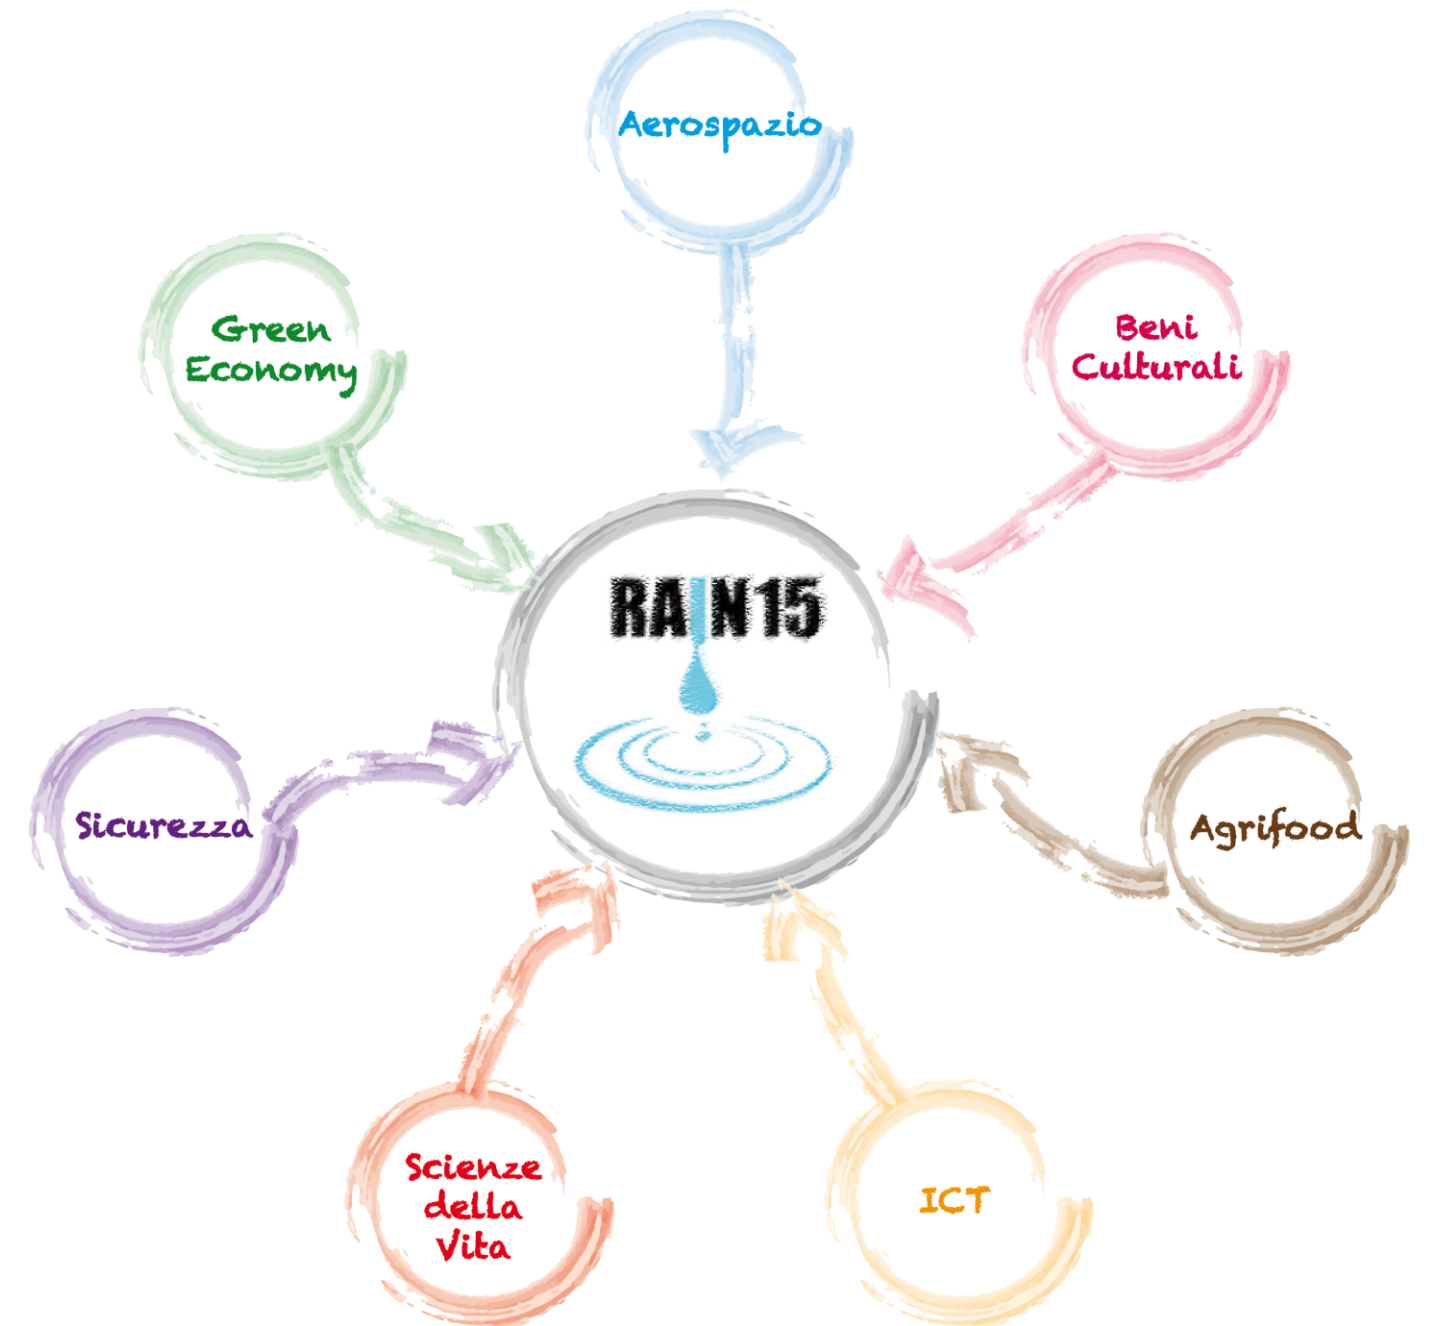 Aerospazio
Green
Economy
Beni
Culturali
RAIN15
Sicurezza
Agrifood
Scienze
della
Vita
ICT